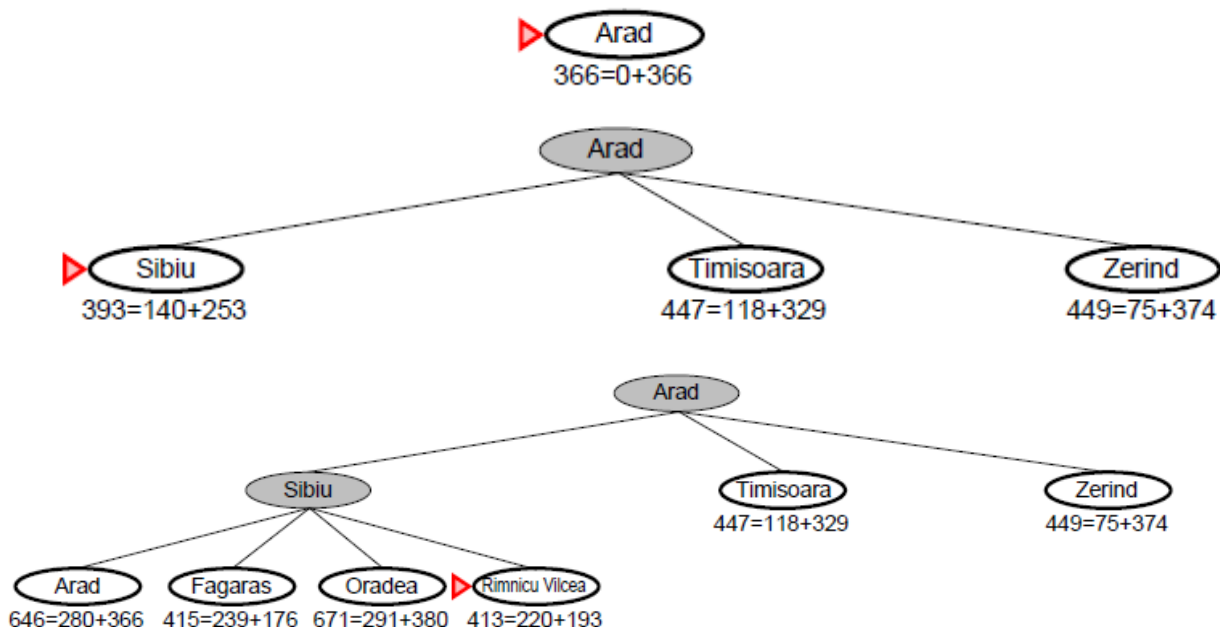 Arad
366=0+366
Arad
Sibiu Timisoara Zerind
393=140+253 447=118+329 449=75+374
Arad
Sibiu Timisoara Zerind
447=118+329 449=75+374
Arad Fagaras Oradea Rimnicu Vilcea
646=280+366 415=239+176 671=291+380 413=220+193